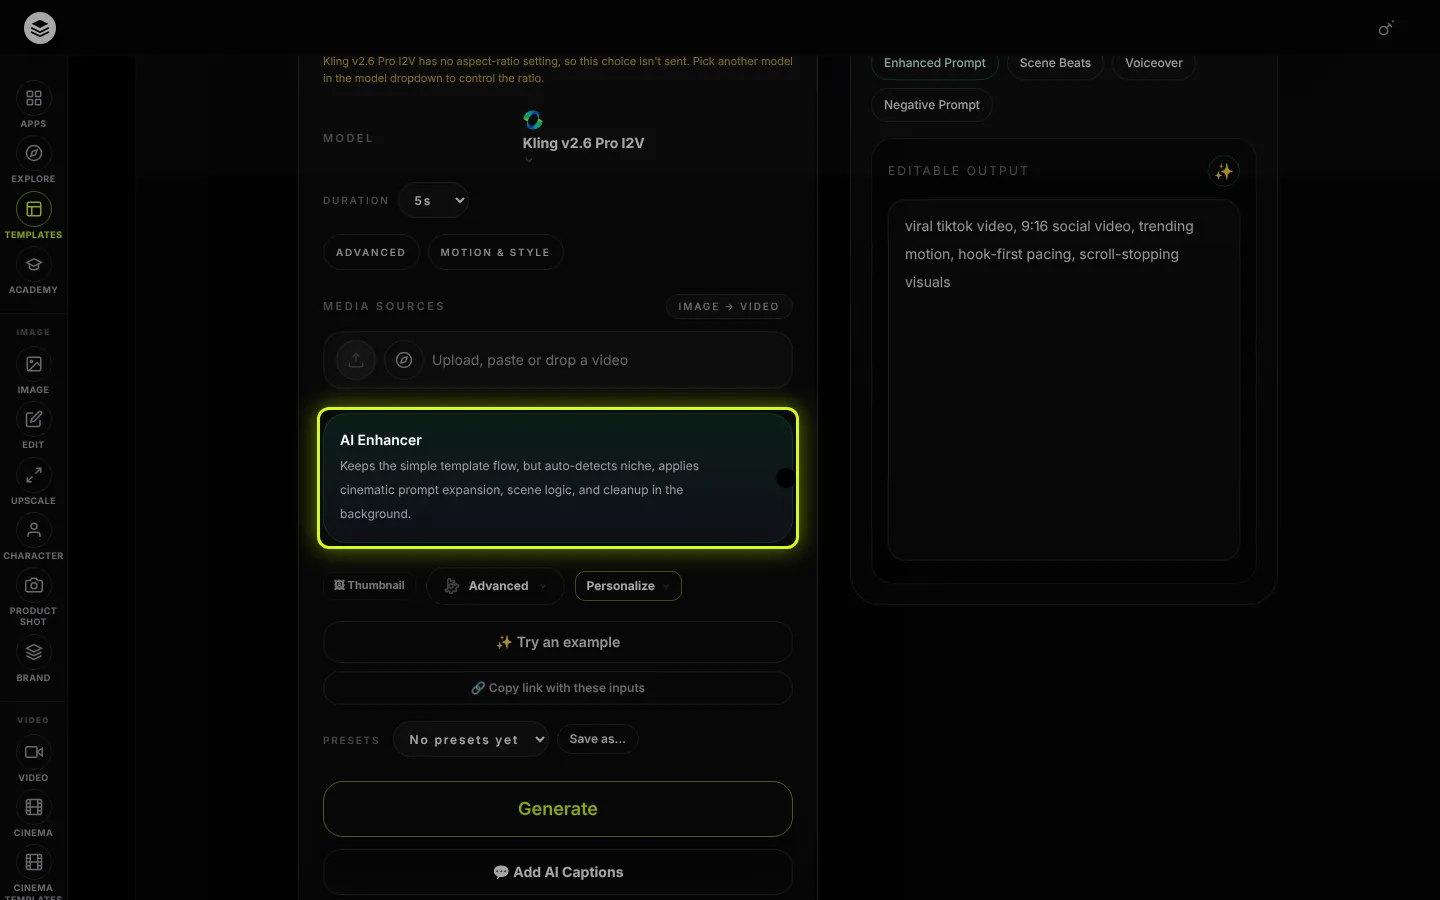 APPS
EXPLORE
TEMPLATES
ACADEMY
IMAGE
IMAGE
EDIT
UPSCALE
CHARACTER
PRODUCT
SHOT
BRAND
VIDEO
VIDEO
CINEMA
CINEMA
TEMPLATES
Kling v2.6 Pro I2V has no aspect-ratio setting, so this choice isn't sent. Pick another model
in the model dropdown to control the ratio.
MODEL
Kling v2.6 Pro I2V
DURATION
5s
ADVANCED
MOTION & STYLE
MEDIA SOURCES
IMAGE → VIDEO
Upload, paste or drop a video
AI Enhancer
Keeps the simple template flow, but auto-detects niche, applies
cinematic prompt expansion, scene logic, and cleanup in the
background.
🖼 Thumbnail
Advanced
Personalize
✨ Try an example
🔗 Copy link with these inputs
PRESETS
No presets yet
Save as...
Generate
💬 Add AI Captions
Enhanced Prompt
Scene Beats
Voiceover
Negative Prompt
EDITABLE OUTPUT
viral tiktok video, 9:16 social video, trending
motion, hook-first pacing, scroll-stopping
visuals